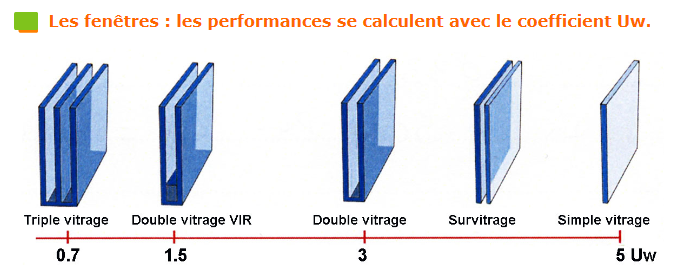 Les fenêtres : les performances se calculent avec le coefficient Uw.
Triple vitrage Double vitrage VIR Double vitrage Survitrage Simple vitrage
0.7 1.5 3 5 Uw